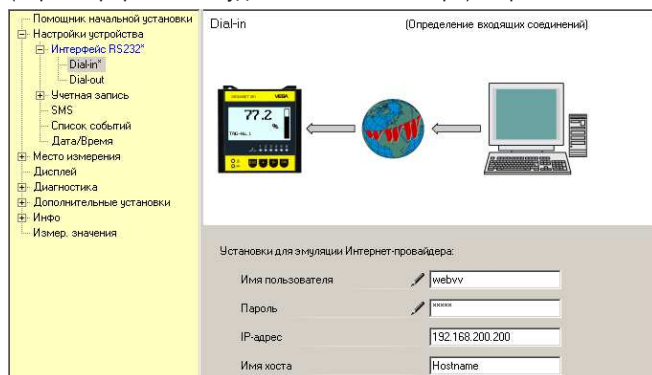 Помощник начальной установки
Настройки устройства
Интерфейс RS232*
Dial-in*
Dial-out
Учетная запись
SMS
Список событий
Дата/Время
Место измерения
Дисплей
Диагностика
Дополнительные установки
Инфо
Измер. значения
Dial-in (Определение входящих соединений)
VEGA
77.2
%
www
Установки для эмуляции Интернет-провайдера:
Имя пользователя webvv
Пароль *****
IP-адрес 192.168.200.200
Имя хоста Hostname